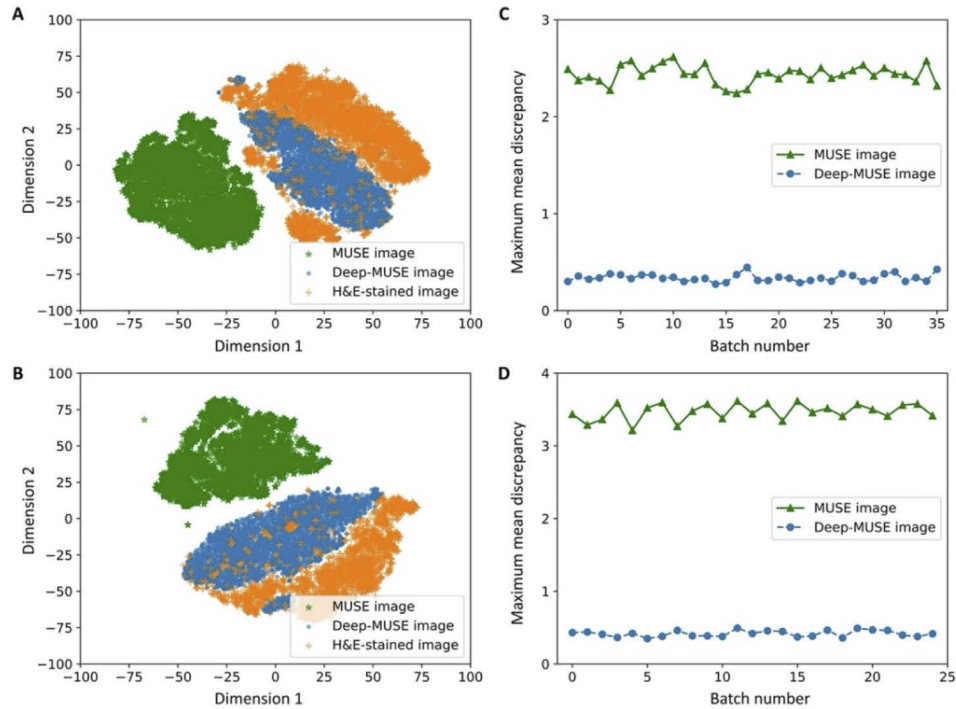 A
100
75
50
25
0
−25
−50
−75
−100
Dimension 2
MUSE image
Deep-MUSE image
H&E-stained image
−100 −75 −50 −25 0 25 50 75 100
Dimension 1
C
3
2
1
0
Maximum mean discrepancy
MUSE image
Deep-MUSE image
0 5 10 15 20 25 30 35
Batch number
B
100
75
50
25
0
−25
−50
−75
−100
Dimension 2
MUSE image
Deep-MUSE image
H&E-stained image
−100 −75 −50 −25 0 25 50 75 100
Dimension 1
D
4
3
2
1
0
Maximum mean discrepancy
MUSE image
Deep-MUSE image
0 5 10 15 20 25
Batch number